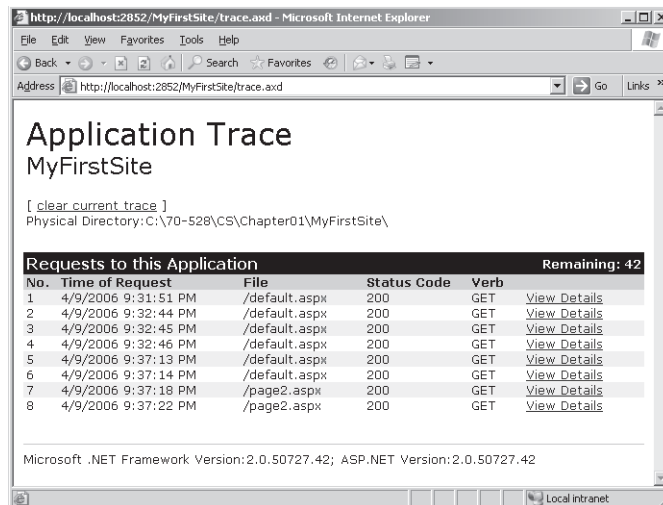 http://localhost:2852/MyFirstSite/trace.axd - Microsoft Internet Explorer
File Edit View Favorites Tools Help
Back Search Favorites
Address http://localhost:2852/MyFirstSite/trace.axd Go Links »
Application Trace
MyFirstSite
[ clear current trace ]
Physical Directory:C:\70-528\CS\Chapter01\MyFirstSite\
Requests to this Application Remaining: 42
No. Time of Request File Status Code Verb
1 4/9/2006 9:31:51 PM /default.aspx 200 GET View Details
2 4/9/2006 9:32:44 PM /default.aspx 200 GET View Details
3 4/9/2006 9:32:45 PM /default.aspx 200 GET View Details
4 4/9/2006 9:32:46 PM /default.aspx 200 GET View Details
5 4/9/2006 9:37:13 PM /default.aspx 200 GET View Details
6 4/9/2006 9:37:14 PM /default.aspx 200 GET View Details
7 4/9/2006 9:37:18 PM /page2.aspx 200 GET View Details
8 4/9/2006 9:37:22 PM /page2.aspx 200 GET View Details
Microsoft .NET Framework Version:2.0.50727.42; ASP.NET Version:2.0.50727.42
Local intranet